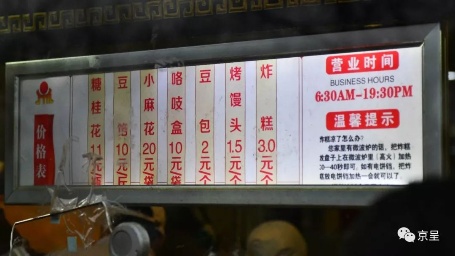 价格表
糖桂花 11元
豆馅 10元斤
小麻花 20元袋
咯吱盒 10元
豆包 2元/个
烤馒头 1.5元/个
炸糕 3.0元/个
营业时间
BUSINESS HOURS
6:30AM-19:30PM
温馨提示
炸糕凉了怎么办?
您家里有微波炉的话,把炸糕
放盘子上在微波炉里(高火)加热
40秒即可,如有电饼铛,把炸
糕放电饼铛加热一会就可以了
京呈